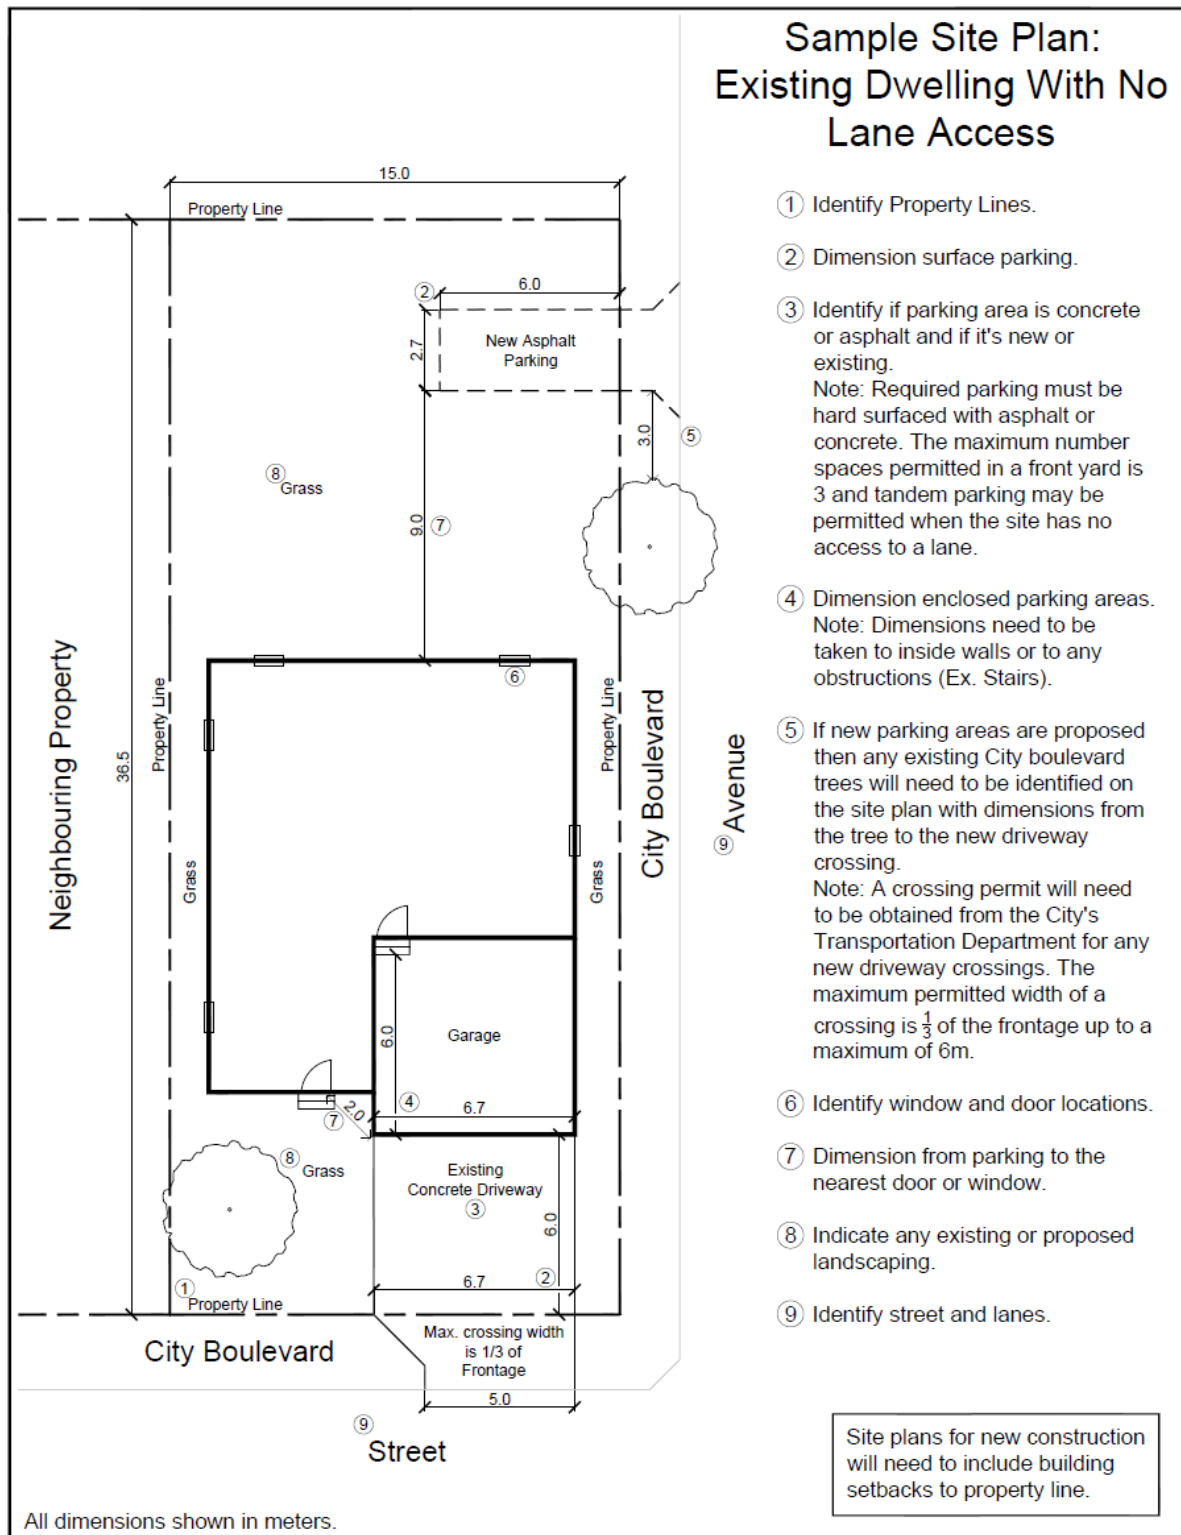 Sample Site Plan:
Existing Dwelling With No
Lane Access
15.0
Property Line
36.5
Neighbouring Property
Property Line
2
6.0
New Asphalt
Parking
2.7
3.0
5
8
Grass
9.0
7
6
Property Line
City Boulevard
9
Avenue
Grass
Grass
6.0
Garage
4
6.7
2.0
7
8
Grass
Existing
Concrete Driveway
3
6.0
6.7
2
1
Property Line
City Boulevard
Max. crossing width
is 1/3 of
Frontage
5.0
9
Street
All dimensions shown in meters.
1 Identify Property Lines.
2 Dimension surface parking.
3 Identify if parking area is concrete
or asphalt and if it's new or
existing.
Note: Required parking must be
hard surfaced with asphalt or
concrete. The maximum number
spaces permitted in a front yard is
3 and tandem parking may be
permitted when the site has no
access to a lane.
4 Dimension enclosed parking areas.
Note: Dimensions need to be
taken to inside walls or to any
obstructions (Ex. Stairs).
5 If new parking areas are proposed
then any existing City boulevard
trees will need to be identified on
the site plan with dimensions from
the tree to the new driveway
crossing.
Note: A crossing permit will need
to be obtained from the City's
Transportation Department for any
new driveway crossings. The
maximum permitted width of a
crossing is 1/3 of the frontage up to a
maximum of 6m.
6 Identify window and door locations.
7 Dimension from parking to the
nearest door or window.
8 Indicate any existing or proposed
landscaping.
9 Identify street and lanes.
Site plans for new construction
will need to include building
setbacks to property line.